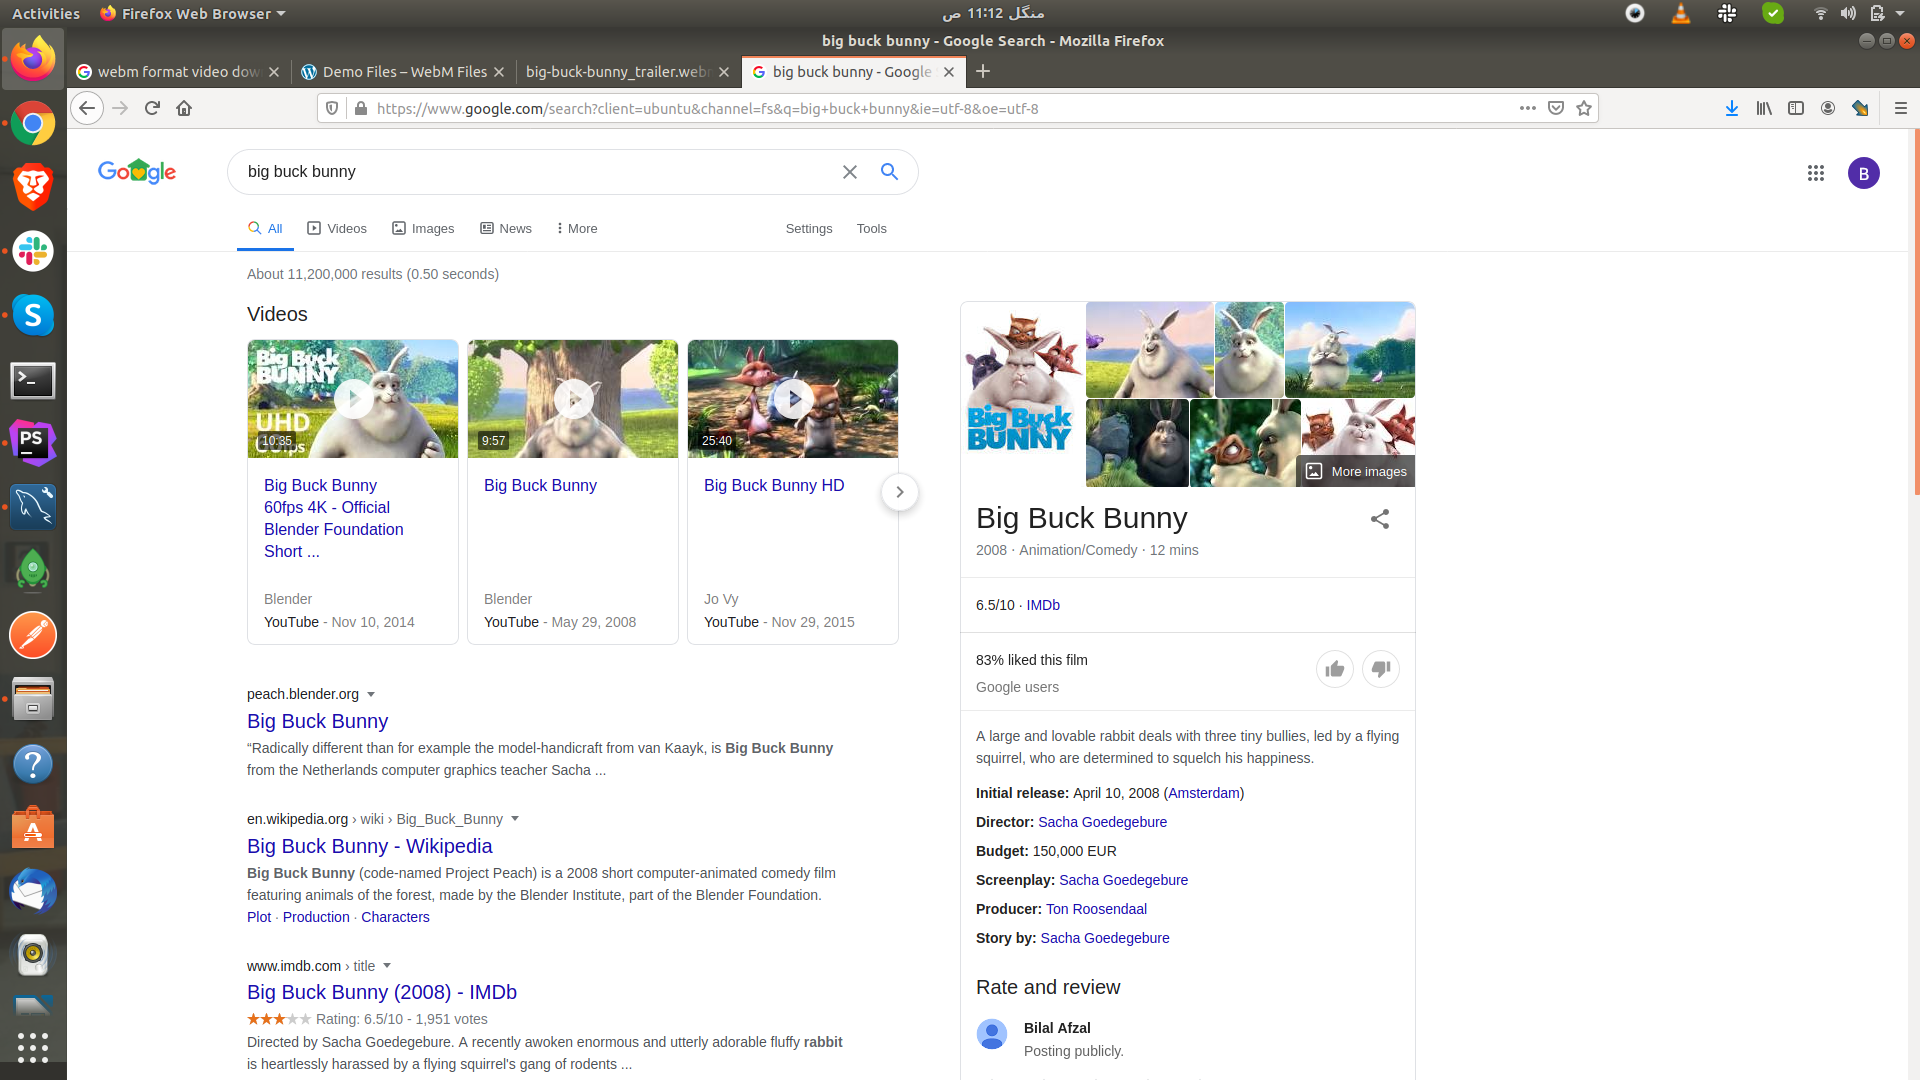 Activities
Firefox Web Browser
منگل 11:12 ص
big buck bunny - Google Search - Mozilla Firefox
webm format video dow
Demo Files – WebM Files
big-buck-bunny_trailer.web
big buck bunny - Google
https://www.google.com/search?client=ubuntu&channel=fs&q=big+buck+bunny&ie=utf-8&oe=utf-8
Google
big buck bunny
B
All
Videos
Images
News
More
Settings
Tools
About 11,200,000 results (0.50 seconds)
Videos
Big Buck
BUNNY
UHD
10:35
9:57
25:40
Big Buck Bunny
60fps 4K - Official
Blender Foundation
Short ...
Blender
YouTube - Nov 10, 2014
Big Buck Bunny
Blender
YouTube - May 29, 2008
Big Buck Bunny HD
Jo Vy
YouTube - Nov 29, 2015
peach.blender.org
Big Buck Bunny
“Radically different than for example the model-handicraft from van Kaayk, is Big Buck Bunny
from the Netherlands computer graphics teacher Sacha ...
en.wikipedia.org › wiki › Big_Buck_Bunny
Big Buck Bunny - Wikipedia
Big Buck Bunny (code-named Project Peach) is a 2008 short computer-animated comedy film
featuring animals of the forest, made by the Blender Institute, part of the Blender Foundation.
Plot · Production · Characters
www.imdb.com › title
Big Buck Bunny (2008) - IMDb
Rating: 6.5/10 - 1,951 votes
Directed by Sacha Goedegebure. A recently awoken enormous and utterly adorable fluffy rabbit
is heartlessly harassed by a flying squirrel's gang of rodents ...
Big Buck
BUNNY
More images
Big Buck Bunny
2008 · Animation/Comedy · 12 mins
6.5/10 · IMDb
83% liked this film
Google users
A large and lovable rabbit deals with three tiny bullies, led by a flying
squirrel, who are determined to squelch his happiness.
Initial release: April 10, 2008 (Amsterdam)
Director: Sacha Goedegebure
Budget: 150,000 EUR
Screenplay: Sacha Goedegebure
Producer: Ton Roosendaal
Story by: Sacha Goedegebure
Rate and review
Bilal Afzal
Posting publicly.
PS